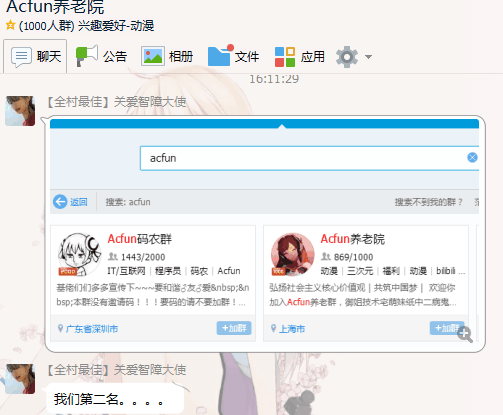 Acfun养老院
(1000人群) 兴趣爱好-动漫
聊天 公告 相册 文件 应用
16:11:29
【全村最佳】关爱智障大使
acfun
返回 搜索: acfun 搜索不到我的群？
Acfun码农群
1443/2000
IT/互联网 | 程序员 | 码农 | Acfun
基佬们们多多宣传下~~~要和谐彡友彡爱&nbsp;&n
bsp;本群没有邀请码！！！要码的请不要加群！...
广东省深圳市 +加群
Acfun养老院
869/1000
动漫 | 三次元 | 福利 | 动漫 | bilibili ...
弘扬社会主义核心价值观 | 共筑中国梦 | 欢迎你
加入Acfun养老群，御姐技术宅萌妹纸中二病鬼...
上海市 +加群
【全村最佳】关爱智障大使
我们第二名。。。。